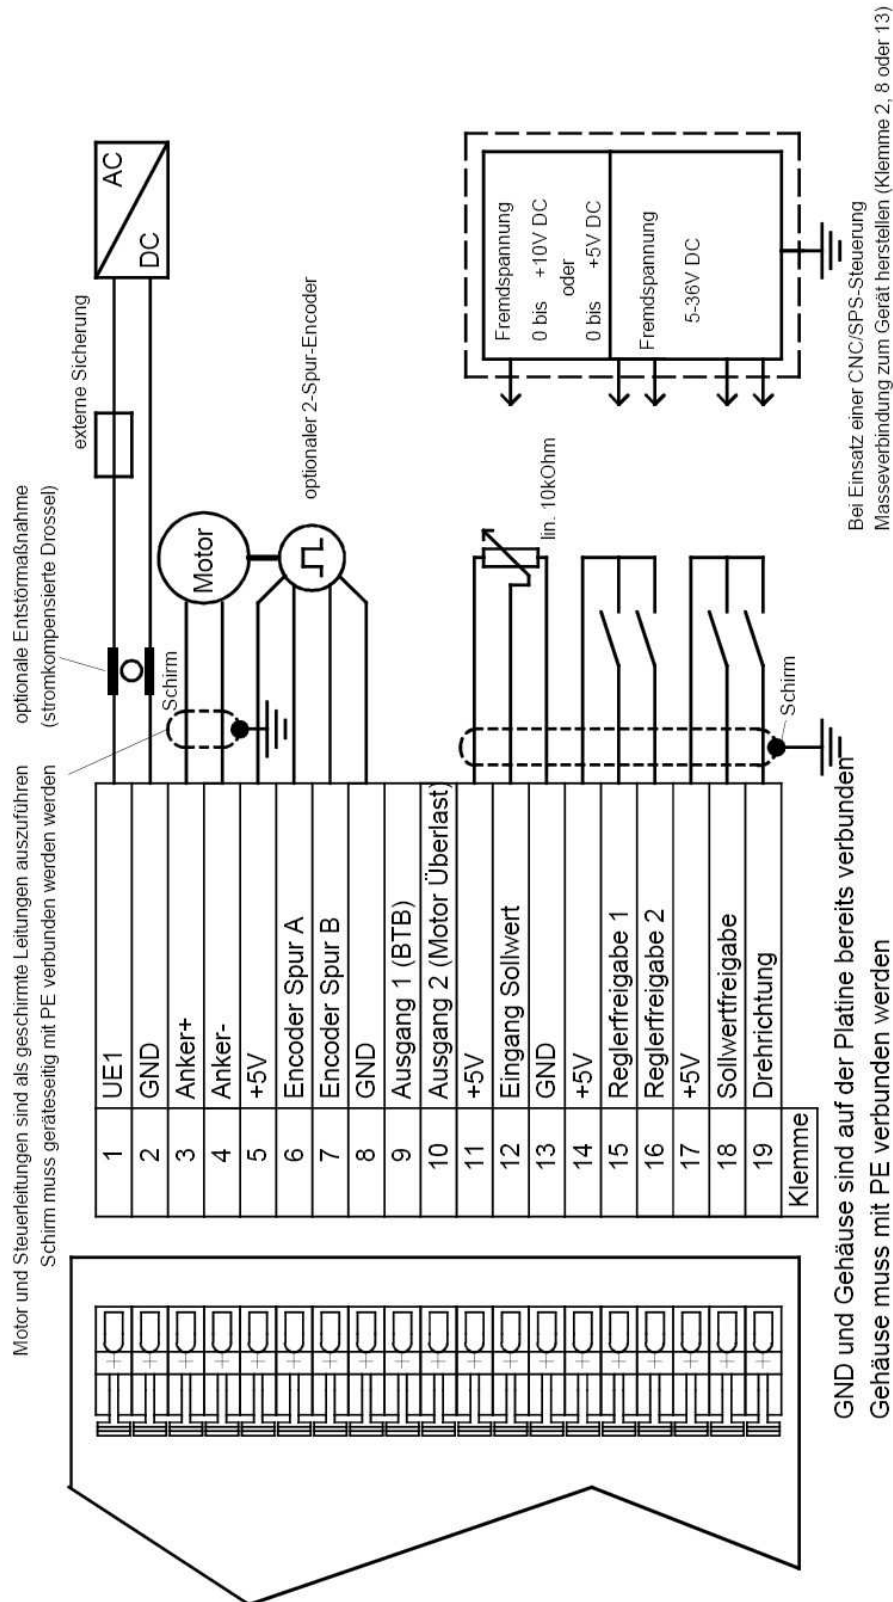 Motor und Steuerleitungen sind als geschirmte Leitungen auszuführen
Schirm muss geräteseitig mit PE verbunden werden werden
optionale Entstörmaßnahme
(stromkompensierte Drossel)
externe Sicherung
AC
DC
Schirm
Motor
optionaler 2-Spur-Encoder
1 UE1
2 GND
3 Anker+
4 Anker-
5 +5V
6 Encoder Spur A
7 Encoder Spur B
8 GND
9 Ausgang 1 (BTB)
10 Ausgang 2 (Motor Überlast)
11 +5V
12 Eingang Sollwert
13 GND
14 +5V
15 Reglerfreigabe 1
16 Reglerfreigabe 2
17 +5V
18 Sollwertfreigabe
19 Drehrichtung
Klemme
lin. 10kOhm
Schirm
Fremdspannung
0 bis +10V DC
oder
0 bis +5V DC
Fremdspannung
5-36V DC
Bei Einsatz einer CNC/SPS-Steuerung
Masseverbindung zum Gerät herstellen (Klemme 2, 8 oder 13)
GND und Gehäuse sind auf der Platine bereits verbunden
Gehäuse muss mit PE verbunden werden